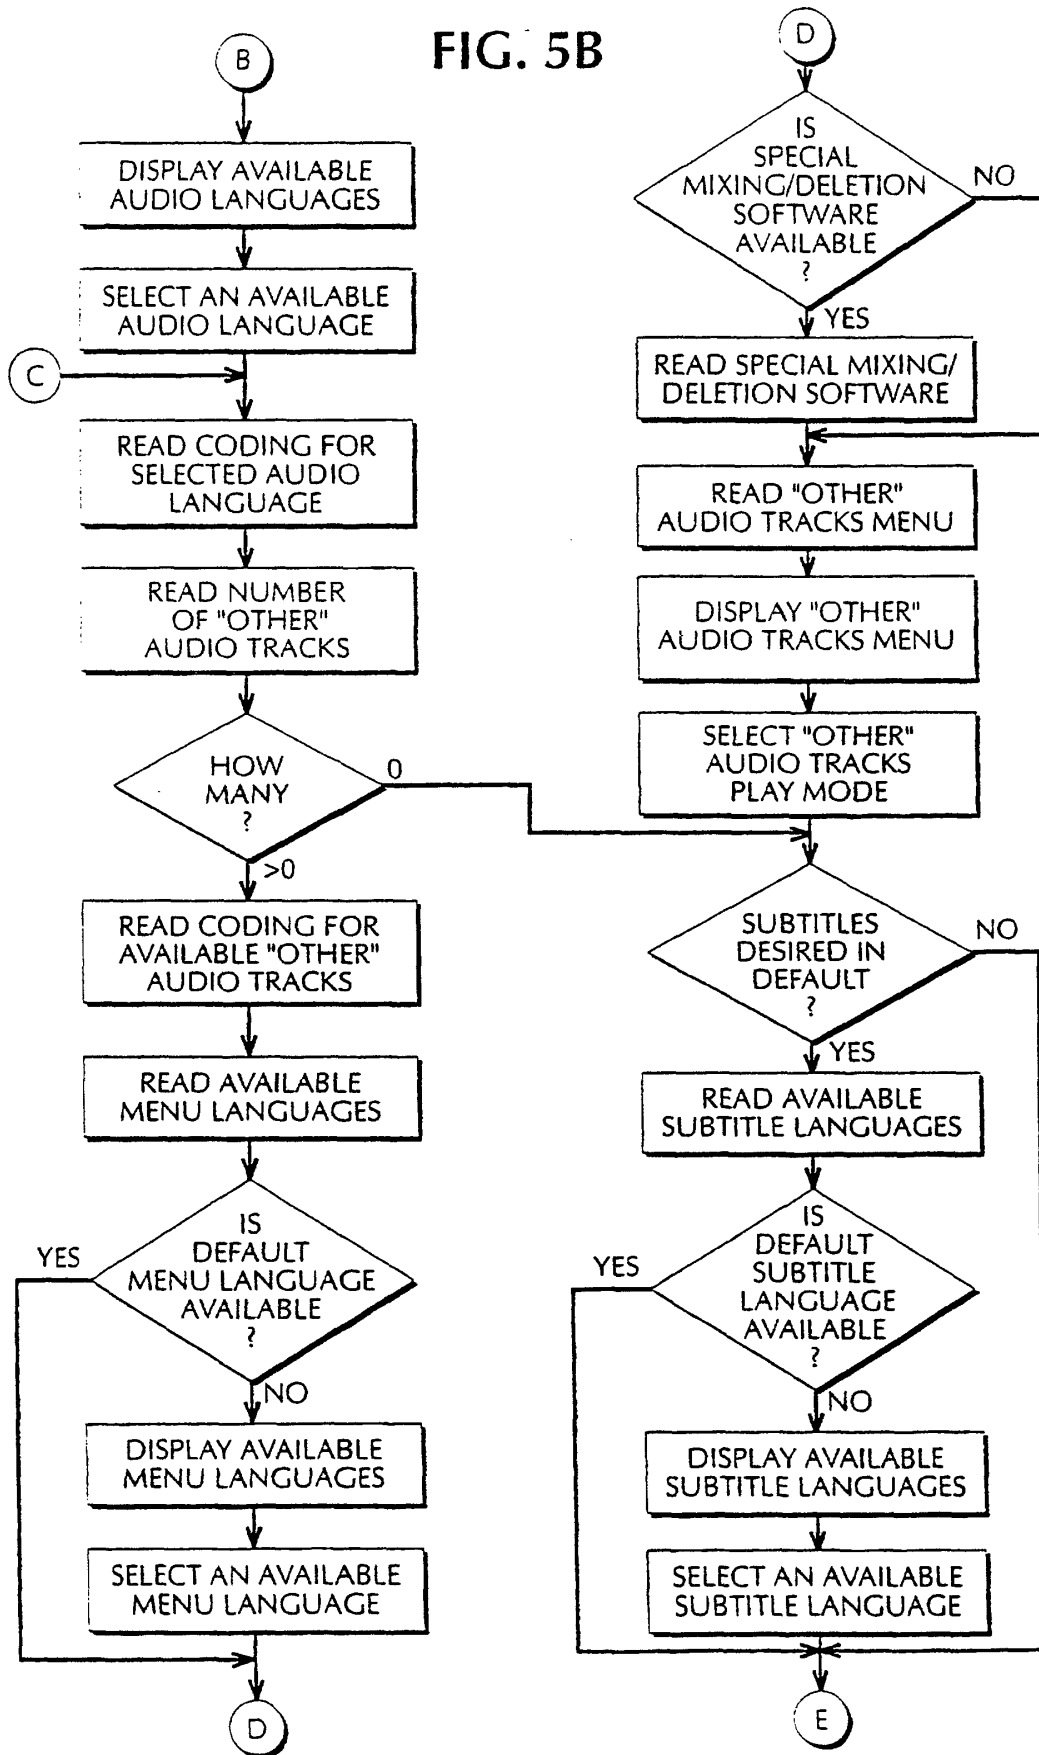 FIG. 5B
B
DISPLAY AVAILABLE
AUDIO LANGUAGES
SELECT AN AVAILABLE
AUDIO LANGUAGE
C
READ CODING FOR
SELECTED AUDIO
LANGUAGE
READ NUMBER
OF "OTHER"
AUDIO TRACKS
HOW
MANY
?
0
>0
READ CODING FOR
AVAILABLE "OTHER"
AUDIO TRACKS
READ AVAILABLE
MENU LANGUAGES
IS
DEFAULT
MENU LANGUAGE
AVAILABLE
?
YES
NO
DISPLAY AVAILABLE
MENU LANGUAGES
SELECT AN AVAILABLE
MENU LANGUAGE
D
D
IS
SPECIAL
MIXING/DELETION
SOFTWARE
AVAILABLE
?
NO
YES
READ SPECIAL MIXING/
DELETION SOFTWARE
READ "OTHER"
AUDIO TRACKS MENU
DISPLAY "OTHER"
AUDIO TRACKS MENU
SELECT "OTHER"
AUDIO TRACKS
PLAY MODE
SUBTITLES
DESIRED IN
DEFAULT
?
NO
YES
READ AVAILABLE
SUBTITLE LANGUAGES
IS
DEFAULT
SUBTITLE
LANGUAGE
AVAILABLE
?
YES
NO
DISPLAY AVAILABLE
SUBTITLE LANGUAGES
SELECT AN AVAILABLE
SUBTITLE LANGUAGE
E